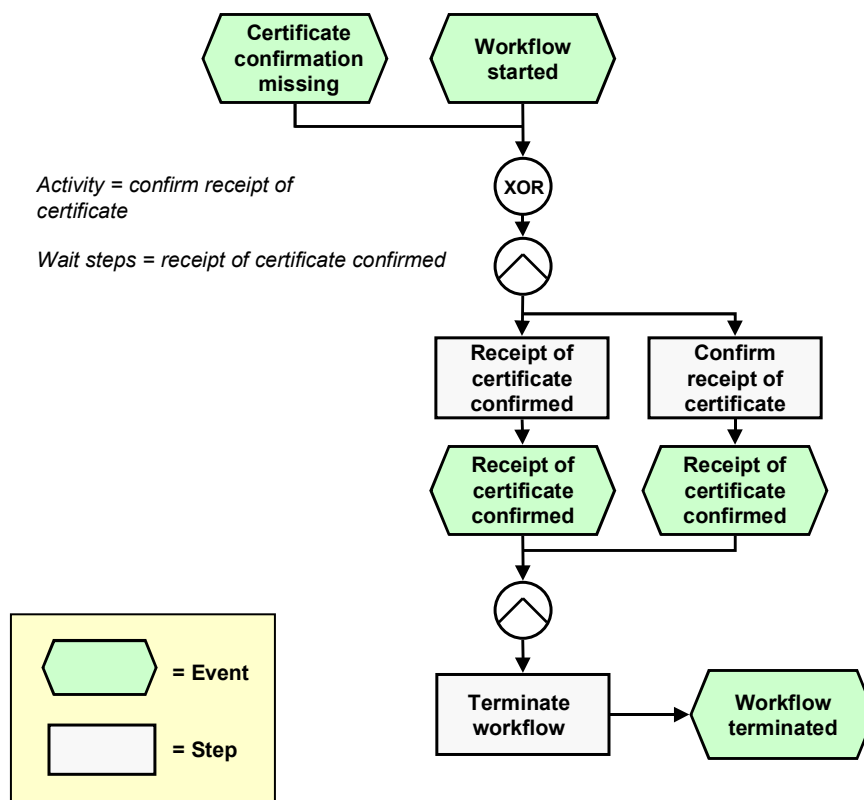 Certificate
confirmation
missing
Workflow
started
Activity = confirm receipt of
certificate
XOR
Wait steps = receipt of certificate confirmed
Receipt of
certificate
confirmed
Confirm
receipt of
certificate
Receipt of
certificate
confirmed
Receipt of
certificate
confirmed
= Event
= Step
Terminate
workflow
Workflow
terminated